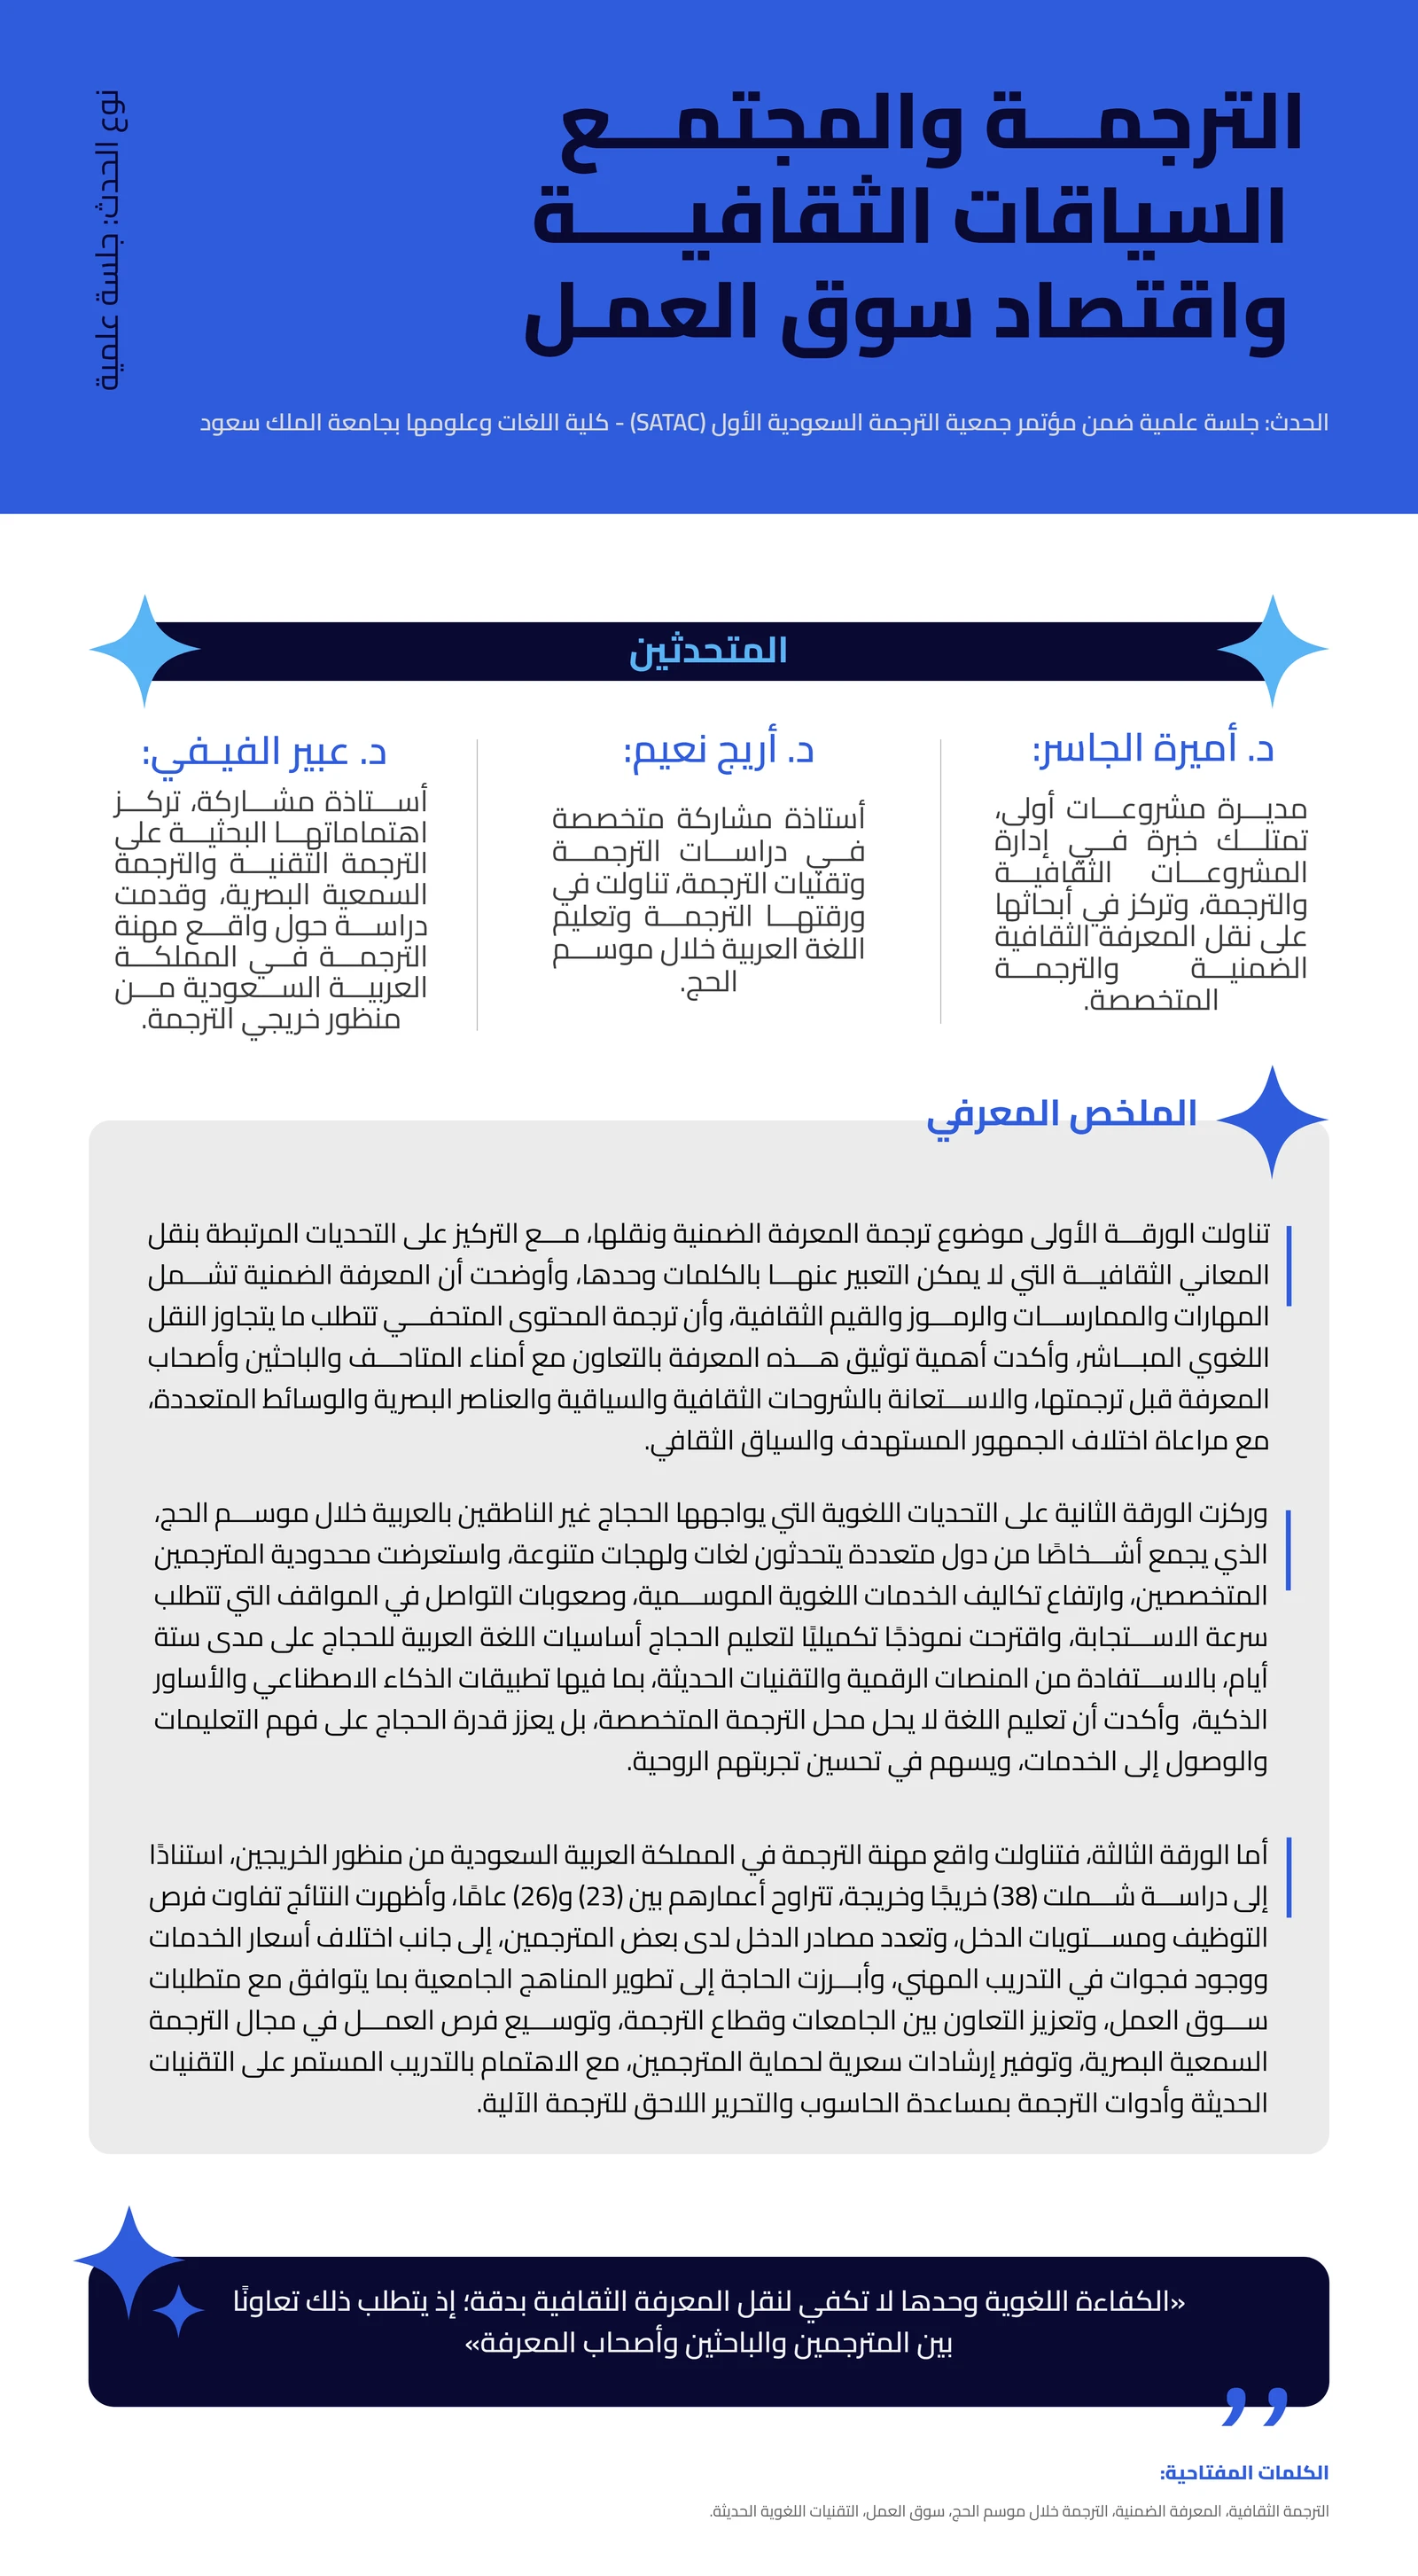 الترجمة والمجتمع
السياقات الثقافية
واقتصاد سوق العمل
نوع الحدث: جلسة علمية
الحدث: جلسة علمية ضمن مؤتمر جمعية الترجمة السعودية الأول (SATAC) - كلية اللغات وعلومها بجامعة الملك سعود
المتحدثين
د. أميرة الجاسر:
مديرة مشروعات أولى،
تمتلك خبرة في إدارة
المشروعات الثقافية
والترجمة، وتركز في أبحاثها
على نقل المعرفة الثقافية
الضمنية والترجمة
المتخصصة.
د. أريج نعيم:
أستاذة مشاركة متخصصة
في دراسات الترجمة
وتقنيات الترجمة، تناولت في
ورقتها الترجمة وتعليم
اللغة العربية خلال موسم
الحج.
د. عبير الفيفي:
أستاذة مشاركة، تركز
اهتماماتها البحثية على
الترجمة التقنية والترجمة
السمعية البصرية، وقدمت
دراسة حول واقع مهنة
الترجمة في المملكة
العربية السعودية من
منظور خريجي الترجمة.
الملخص المعرفي
تناولت الورقة الأولى موضوع ترجمة المعرفة الضمنية ونقلها، مع التركيز على التحديات المرتبطة بنقل
المعاني الثقافية التي لا يمكن التعبير عنها بالكلمات وحدها، وأوضحت أن المعرفة الضمنية تشمل
المهارات والممارسات والرموز والقيم الثقافية، وأن ترجمة المحتوى المتحفي تتطلب ما يتجاوز النقل
اللغوي المباشر، وأكدت أهمية توثيق هذه المعرفة بالتعاون مع أمناء المتاحف والباحثين وأصحاب
المعرفة قبل ترجمتها، والاستعانة بالشروحات الثقافية والسياقية والعناصر البصرية والوسائط المتعددة،
مع مراعاة اختلاف الجمهور المستهدف والسياق الثقافي.
وركزت الورقة الثانية على التحديات اللغوية التي يواجهها الحجاج غير الناطقين بالعربية خلال موسم الحج،
الذي يجمع أشخاصًا من دول متعددة يتحدثون لغات ولهجات متنوعة، واستعرضت محدودية المترجمين
المتخصصين، وارتفاع تكاليف الخدمات اللغوية الموسمية، وصعوبات التواصل في المواقف التي تتطلب
سرعة الاستجابة، واقترحت نموذجًا تكميليًا لتعليم الحجاج أساسيات اللغة العربية للحجاج على مدى ستة
أيام، بالاستفادة من المنصات الرقمية والتقنيات الحديثة، بما فيها تطبيقات الذكاء الاصطناعي والأساور
الذكية، وأكدت أن تعليم اللغة لا يحل محل الترجمة المتخصصة، بل يعزز قدرة الحجاج على فهم التعليمات
والوصول إلى الخدمات، ويسهم في تحسين تجربتهم الروحية.
أما الورقة الثالثة، فتناولت واقع مهنة الترجمة في المملكة العربية السعودية من منظور الخريجين، استنادًا
إلى دراسة شملت (38) خريجًا وخريجة، تتراوح أعمارهم بين (23) و(26) عامًا، وأظهرت النتائج تفاوت فرص
التوظيف ومستويات الدخل، وتعدد مصادر الدخل لدى بعض المترجمين، إلى جانب اختلاف أسعار الخدمات
ووجود فجوات في التدريب المهني، وأبرزت الحاجة إلى تطوير المناهج الجامعية بما يتوافق مع متطلبات
سوق العمل، وتعزيز التعاون بين الجامعات وقطاع الترجمة، وتوسيع فرص العمل في مجال الترجمة
السمعية البصرية، وتوفير إرشادات سعرية لحماية المترجمين، مع الاهتمام بالتدريب المستمر على التقنيات
الحديثة وأدوات الترجمة بمساعدة الحاسوب والتحرير اللاحق للترجمة الآلية.
«الكفاءة اللغوية وحدها لا تكفي لنقل المعرفة الثقافية بدقة؛ إذ يتطلب ذلك تعاونًا
بين المترجمين والباحثين وأصحاب المعرفة»
الكلمات المفتاحية:
الترجمة الثقافية، المعرفة الضمنية، الترجمة خلال موسم الحج، سوق العمل، التقنيات اللغوية الحديثة.